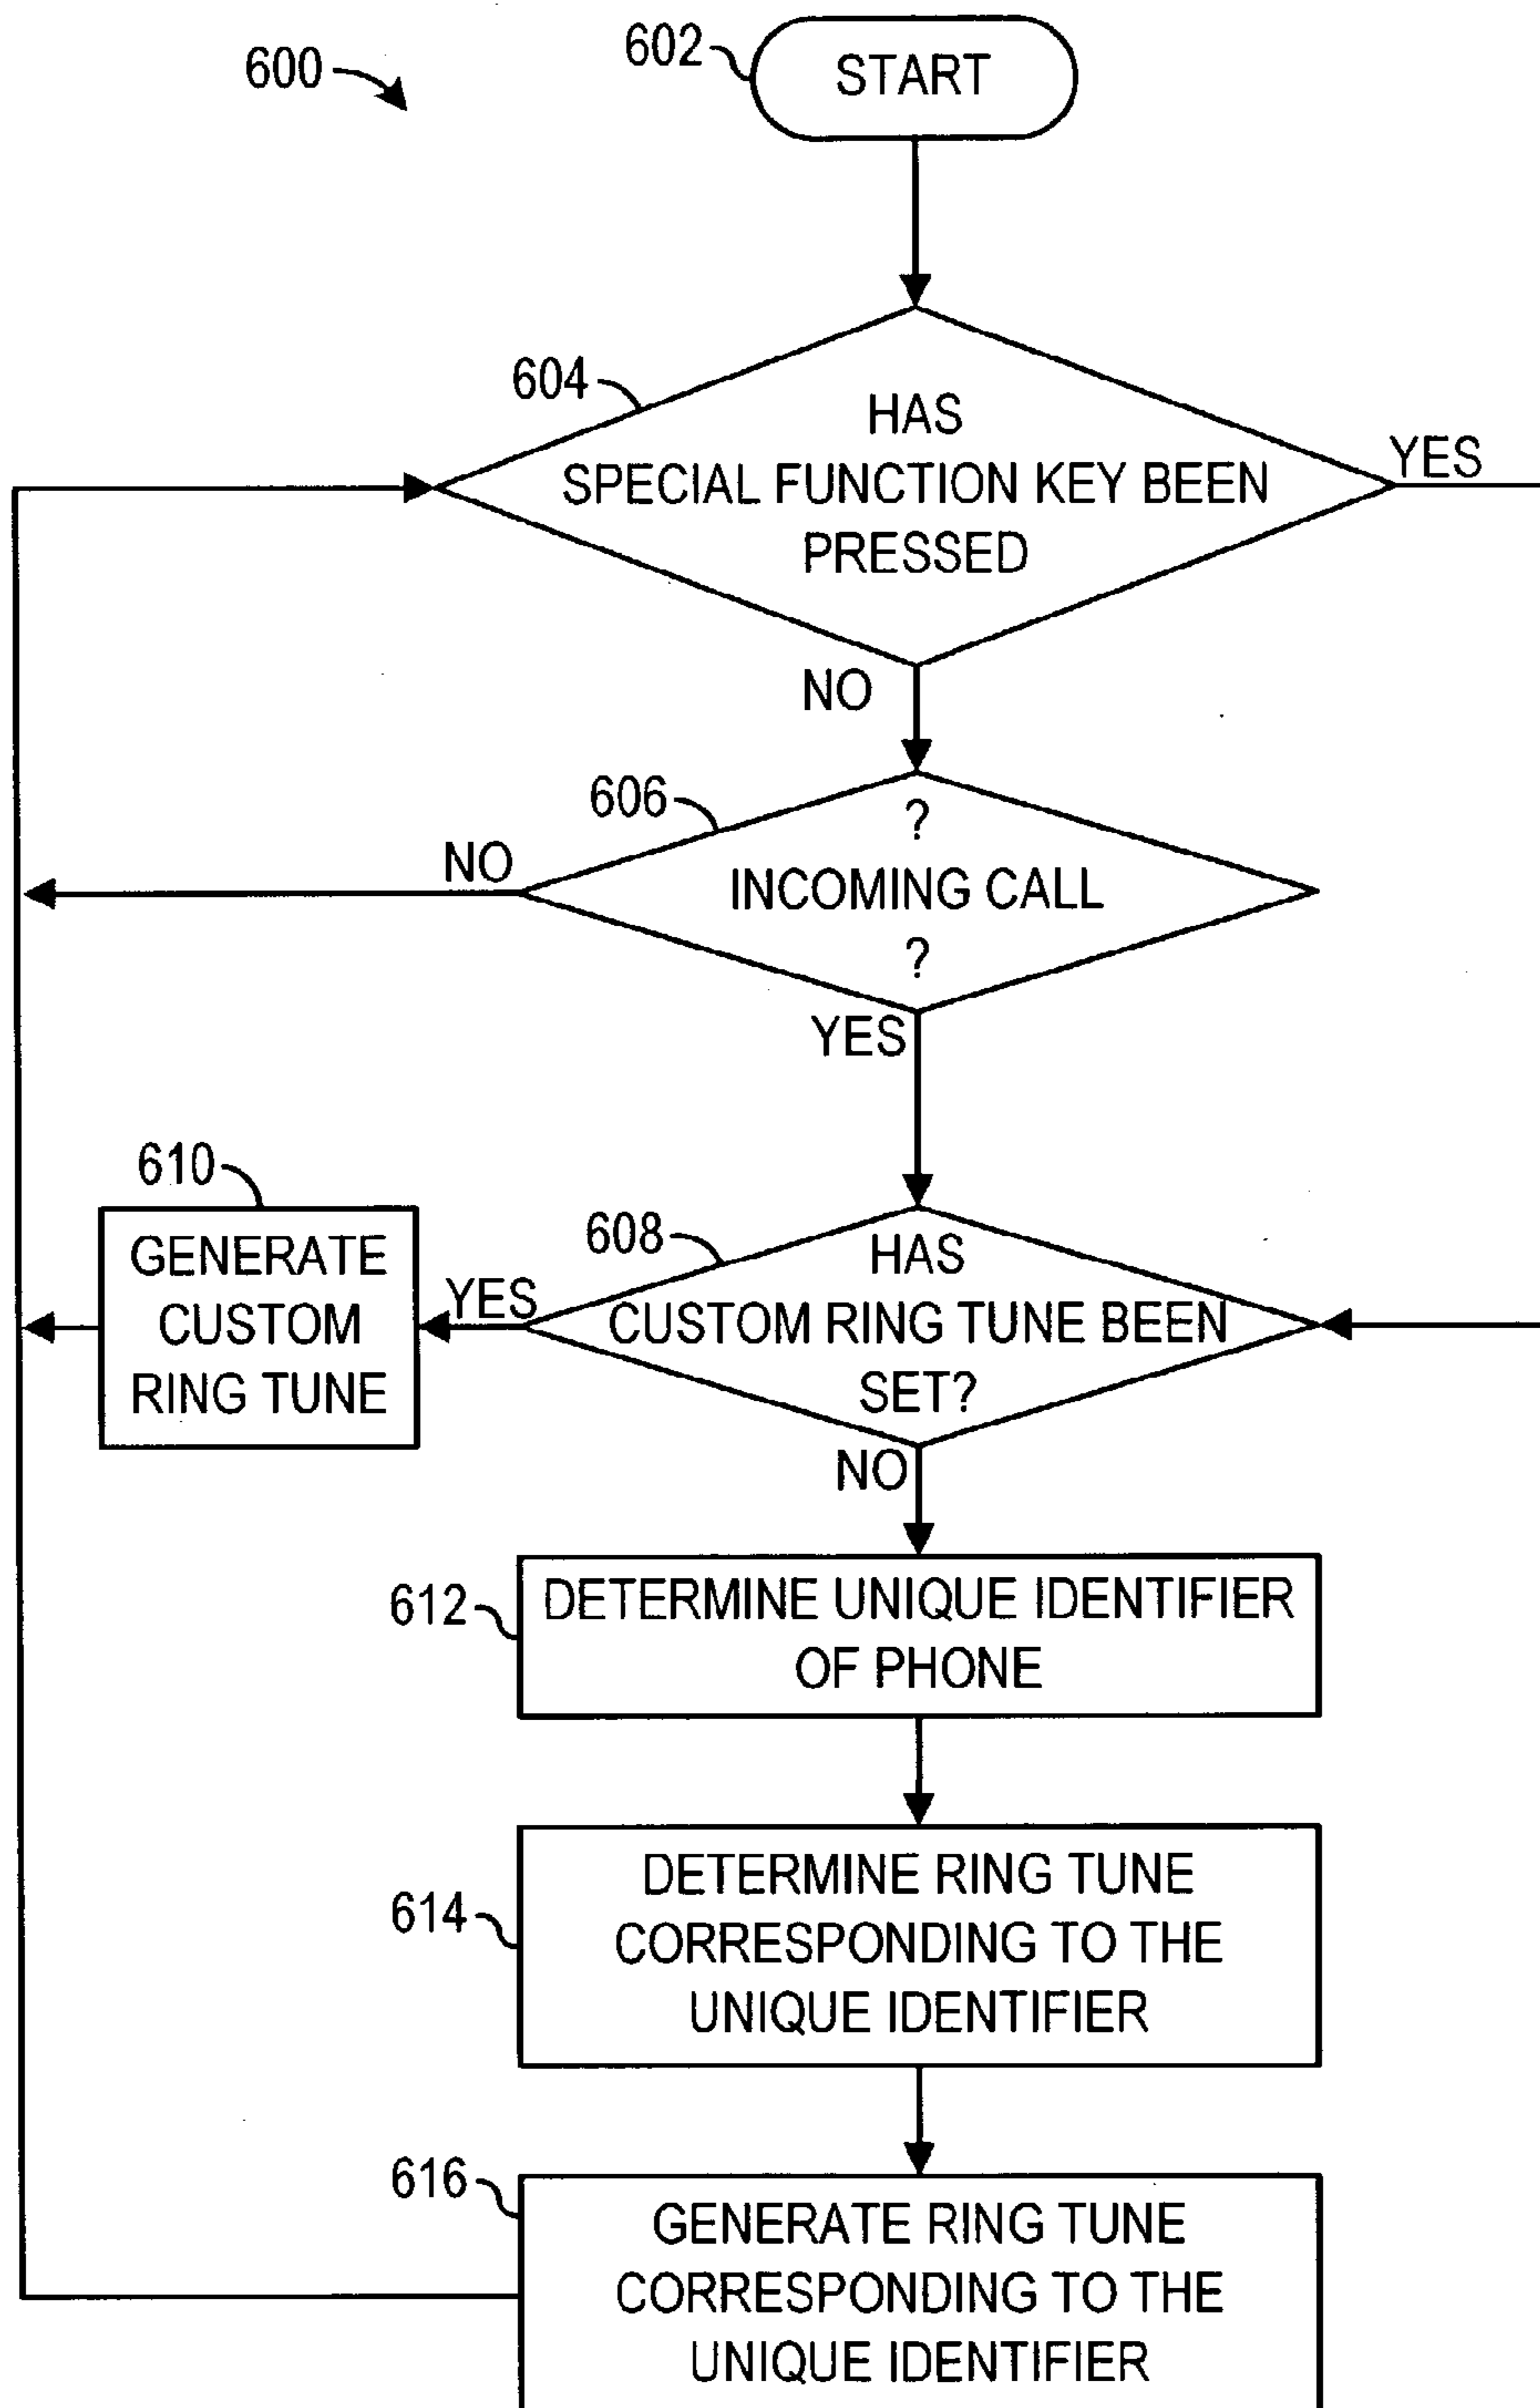 600
602
START
604
HAS
SPECIAL FUNCTION KEY BEEN
PRESSED
YES
NO
606
?
INCOMING CALL
?
NO
YES
610
GENERATE
CUSTOM
RING TUNE
YES
608
HAS
CUSTOM RING TUNE BEEN
SET?
NO
612
DETERMINE UNIQUE IDENTIFIER
OF PHONE
614
DETERMINE RING TUNE
CORRESPONDING TO THE
UNIQUE IDENTIFIER
616
GENERATE RING TUNE
CORRESPONDING TO THE
UNIQUE IDENTIFIER